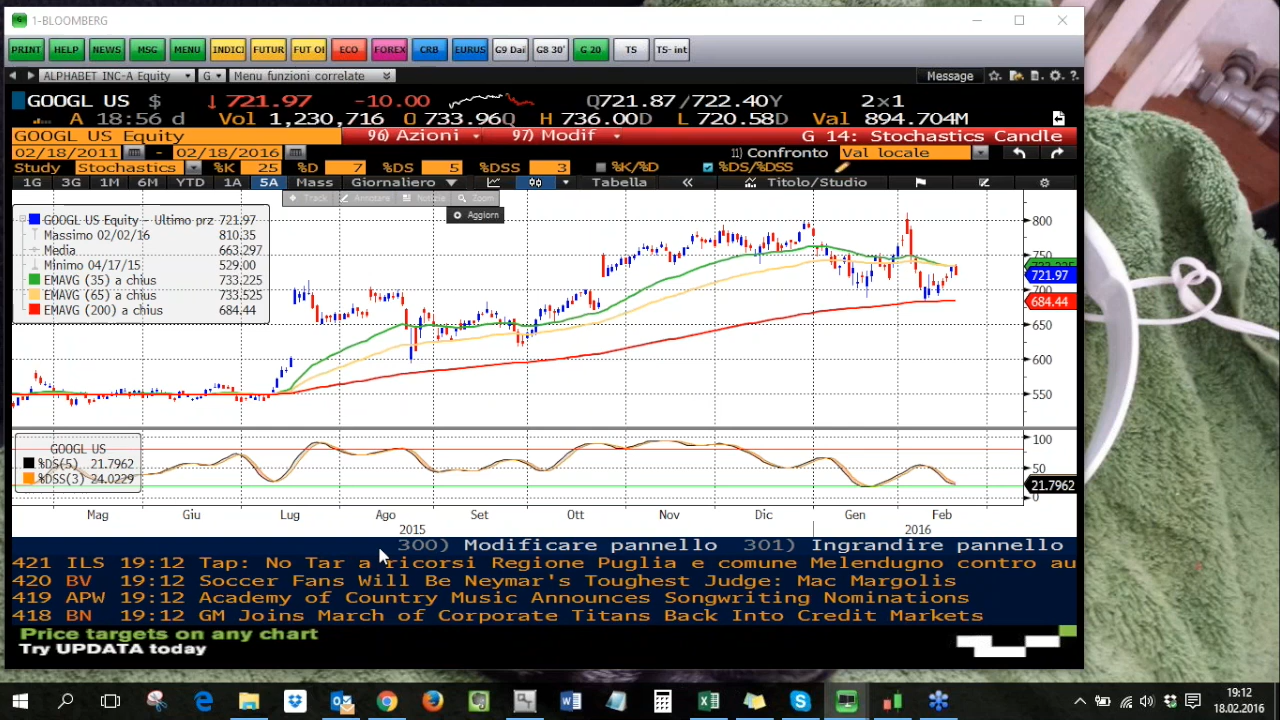 1-BLOOMBERG
PRINT HELP NEWS MSG MENU INDICI FUTUR FUT OI ECO FOREX CRB EURUS G9 Dai G8 30' G 20 TS TS- int
ALPHABET INC-A Equity G Menu funzioni correlate Message
GOOGL US $ ↓ 721.97 -10.00 Q721.87/722.40Y 2×1
A 18:56 d Vol 1,230,716 O 733.96Q H 736.00D L 720.58D Val 894.704M
GOOGL US Equity 96) Azioni 97) Modif G 14: Stochastics Candle
02/18/2011 - 02/18/2016 11) Confronto Val locale
Study Stochastics %K 25 %D 7 %DS 5 %DSS 3 %K/%D %DS/%DSS
1G 3G 1M 6M YTD 1A 5A Mass Giornaliero Tabella « Titolo/Studio
Track Annotare Notizie Zoom
Aggiorn
GOOGL US Equity - Ultimo prz 721.97
Massimo 02/02/16 810.35
Media 663.297
Minimo 04/17/15 529.00
EMAVG (35) a chius 733.225
EMAVG (65) a chius 733.525
EMAVG (200) a chius 684.44
800
750
721.97
700
684.44
650
600
550
GOOGL US
%DS(5) 21.7962
%DSS(3) 24.0229
100
50
21.7962
0
Mag Giu Lug Ago Set Ott Nov Dic Gen Feb
2015 2016
300) Modificare pannello 301) Ingrandire pannello
421 ILS 19:12 Tap: No Tar a ricorsi Regione Puglia e comune Melendugno contro au
420 BV 19:12 Soccer Fans Will Be Neymar's Toughest Judge: Mac Margolis
419 APW 19:12 Academy of Country Music Announces Songwriting Nominations
418 BN 19:12 GM Joins March of Corporate Titans Back Into Credit Markets
Price targets on any chart
Try UPDATA today
19:12
18.02.2016